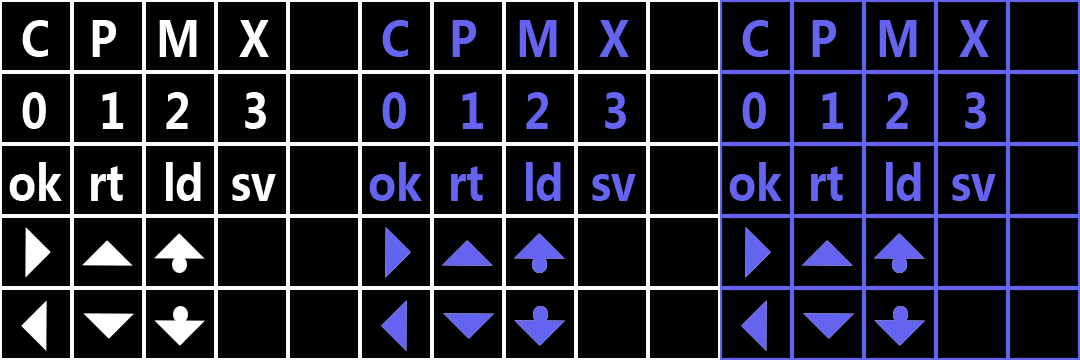 C P M X C P M X C P M X
0 1 2 3 0 1 2 3 0 1 2 3
ok rt ld sv ok rt ld sv ok rt ld sv